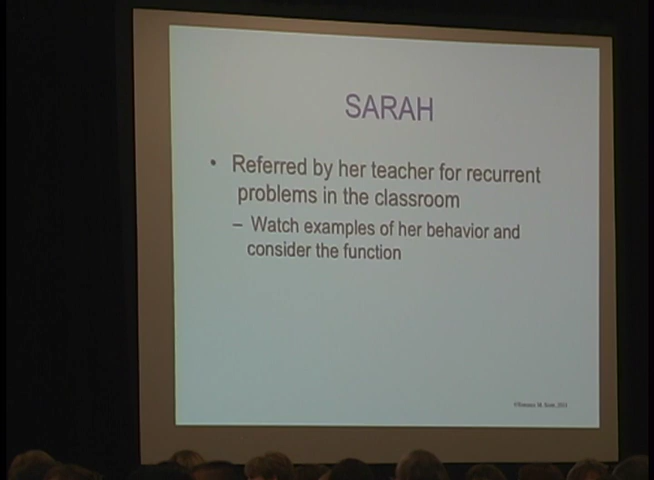 SARAH
• Referred by her teacher for recurrent
problems in the classroom
– Watch examples of her behavior and
consider the function